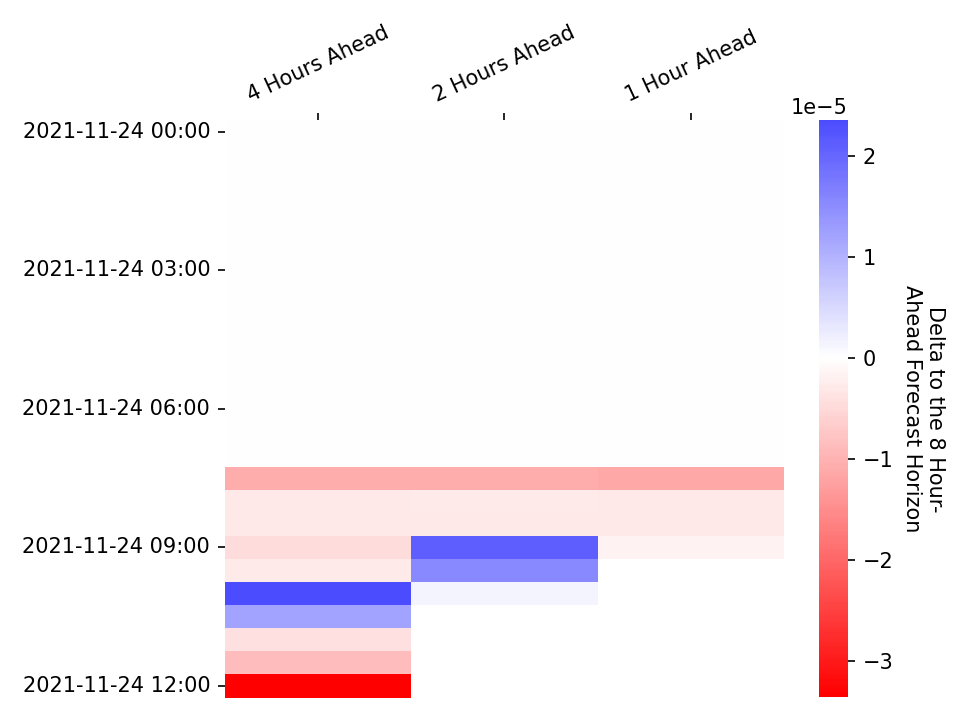 4 Hours Ahead
2 Hours Ahead
1 Hour Ahead
1e−5
2021-11-24 00:00
2021-11-24 03:00
2021-11-24 06:00
2021-11-24 09:00
2021-11-24 12:00
2
1
0
−1
−2
−3
Delta to the 8 Hour-
Ahead Forecast Horizon